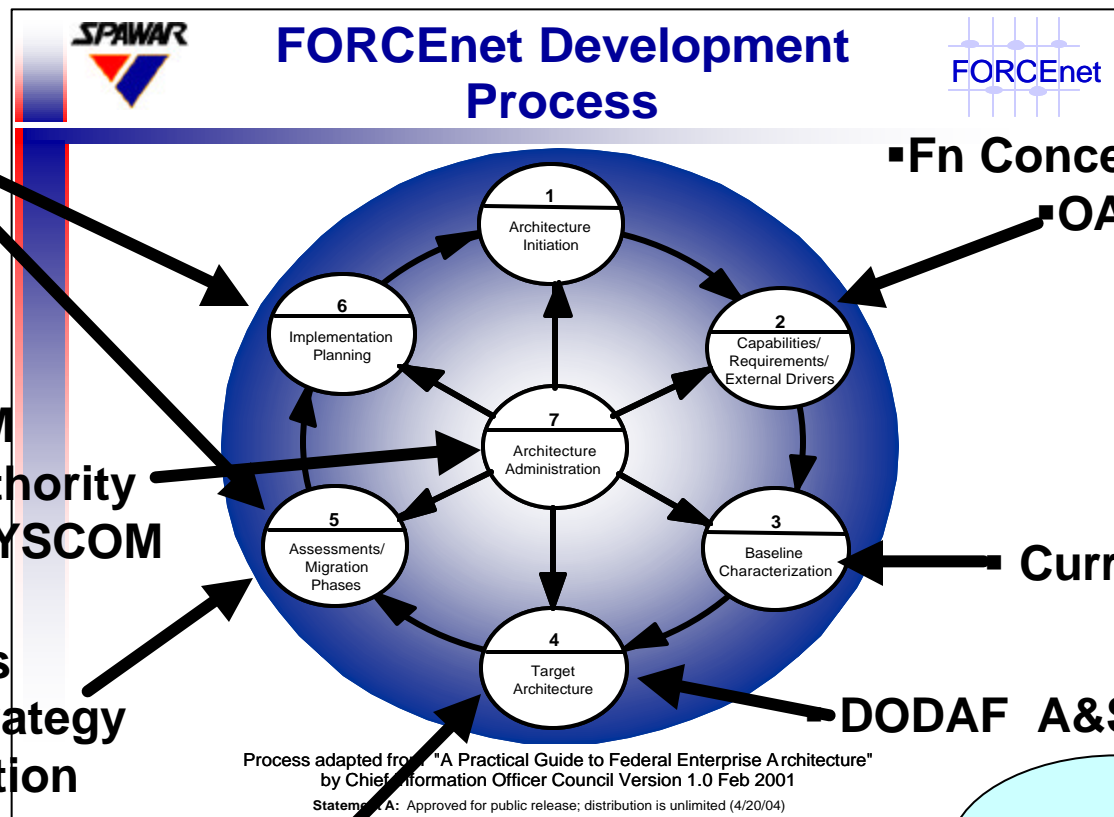 SPAWAR
FORCEnet Development
Process
FORCEnet
▪Fn Conce
▪OA
1
Architecture
Initiation
2
Capabilities/
Requirements/
External Drivers
3
Baseline
Characterization
4
Target
Architecture
5
Assessments/
Migration
Phases
6
Implementation
Planning
7
Architecture
Administration
M
thority
YSCOM
s
ategy
tion
▪ Curr
▪ DODAF A&S
Process adapted from "A Practical Guide to Federal Enterprise Architecture"
by Chief Information Officer Council Version 1.0 Feb 2001
Statement A: Approved for public release; distribution is unlimited (4/20/04)